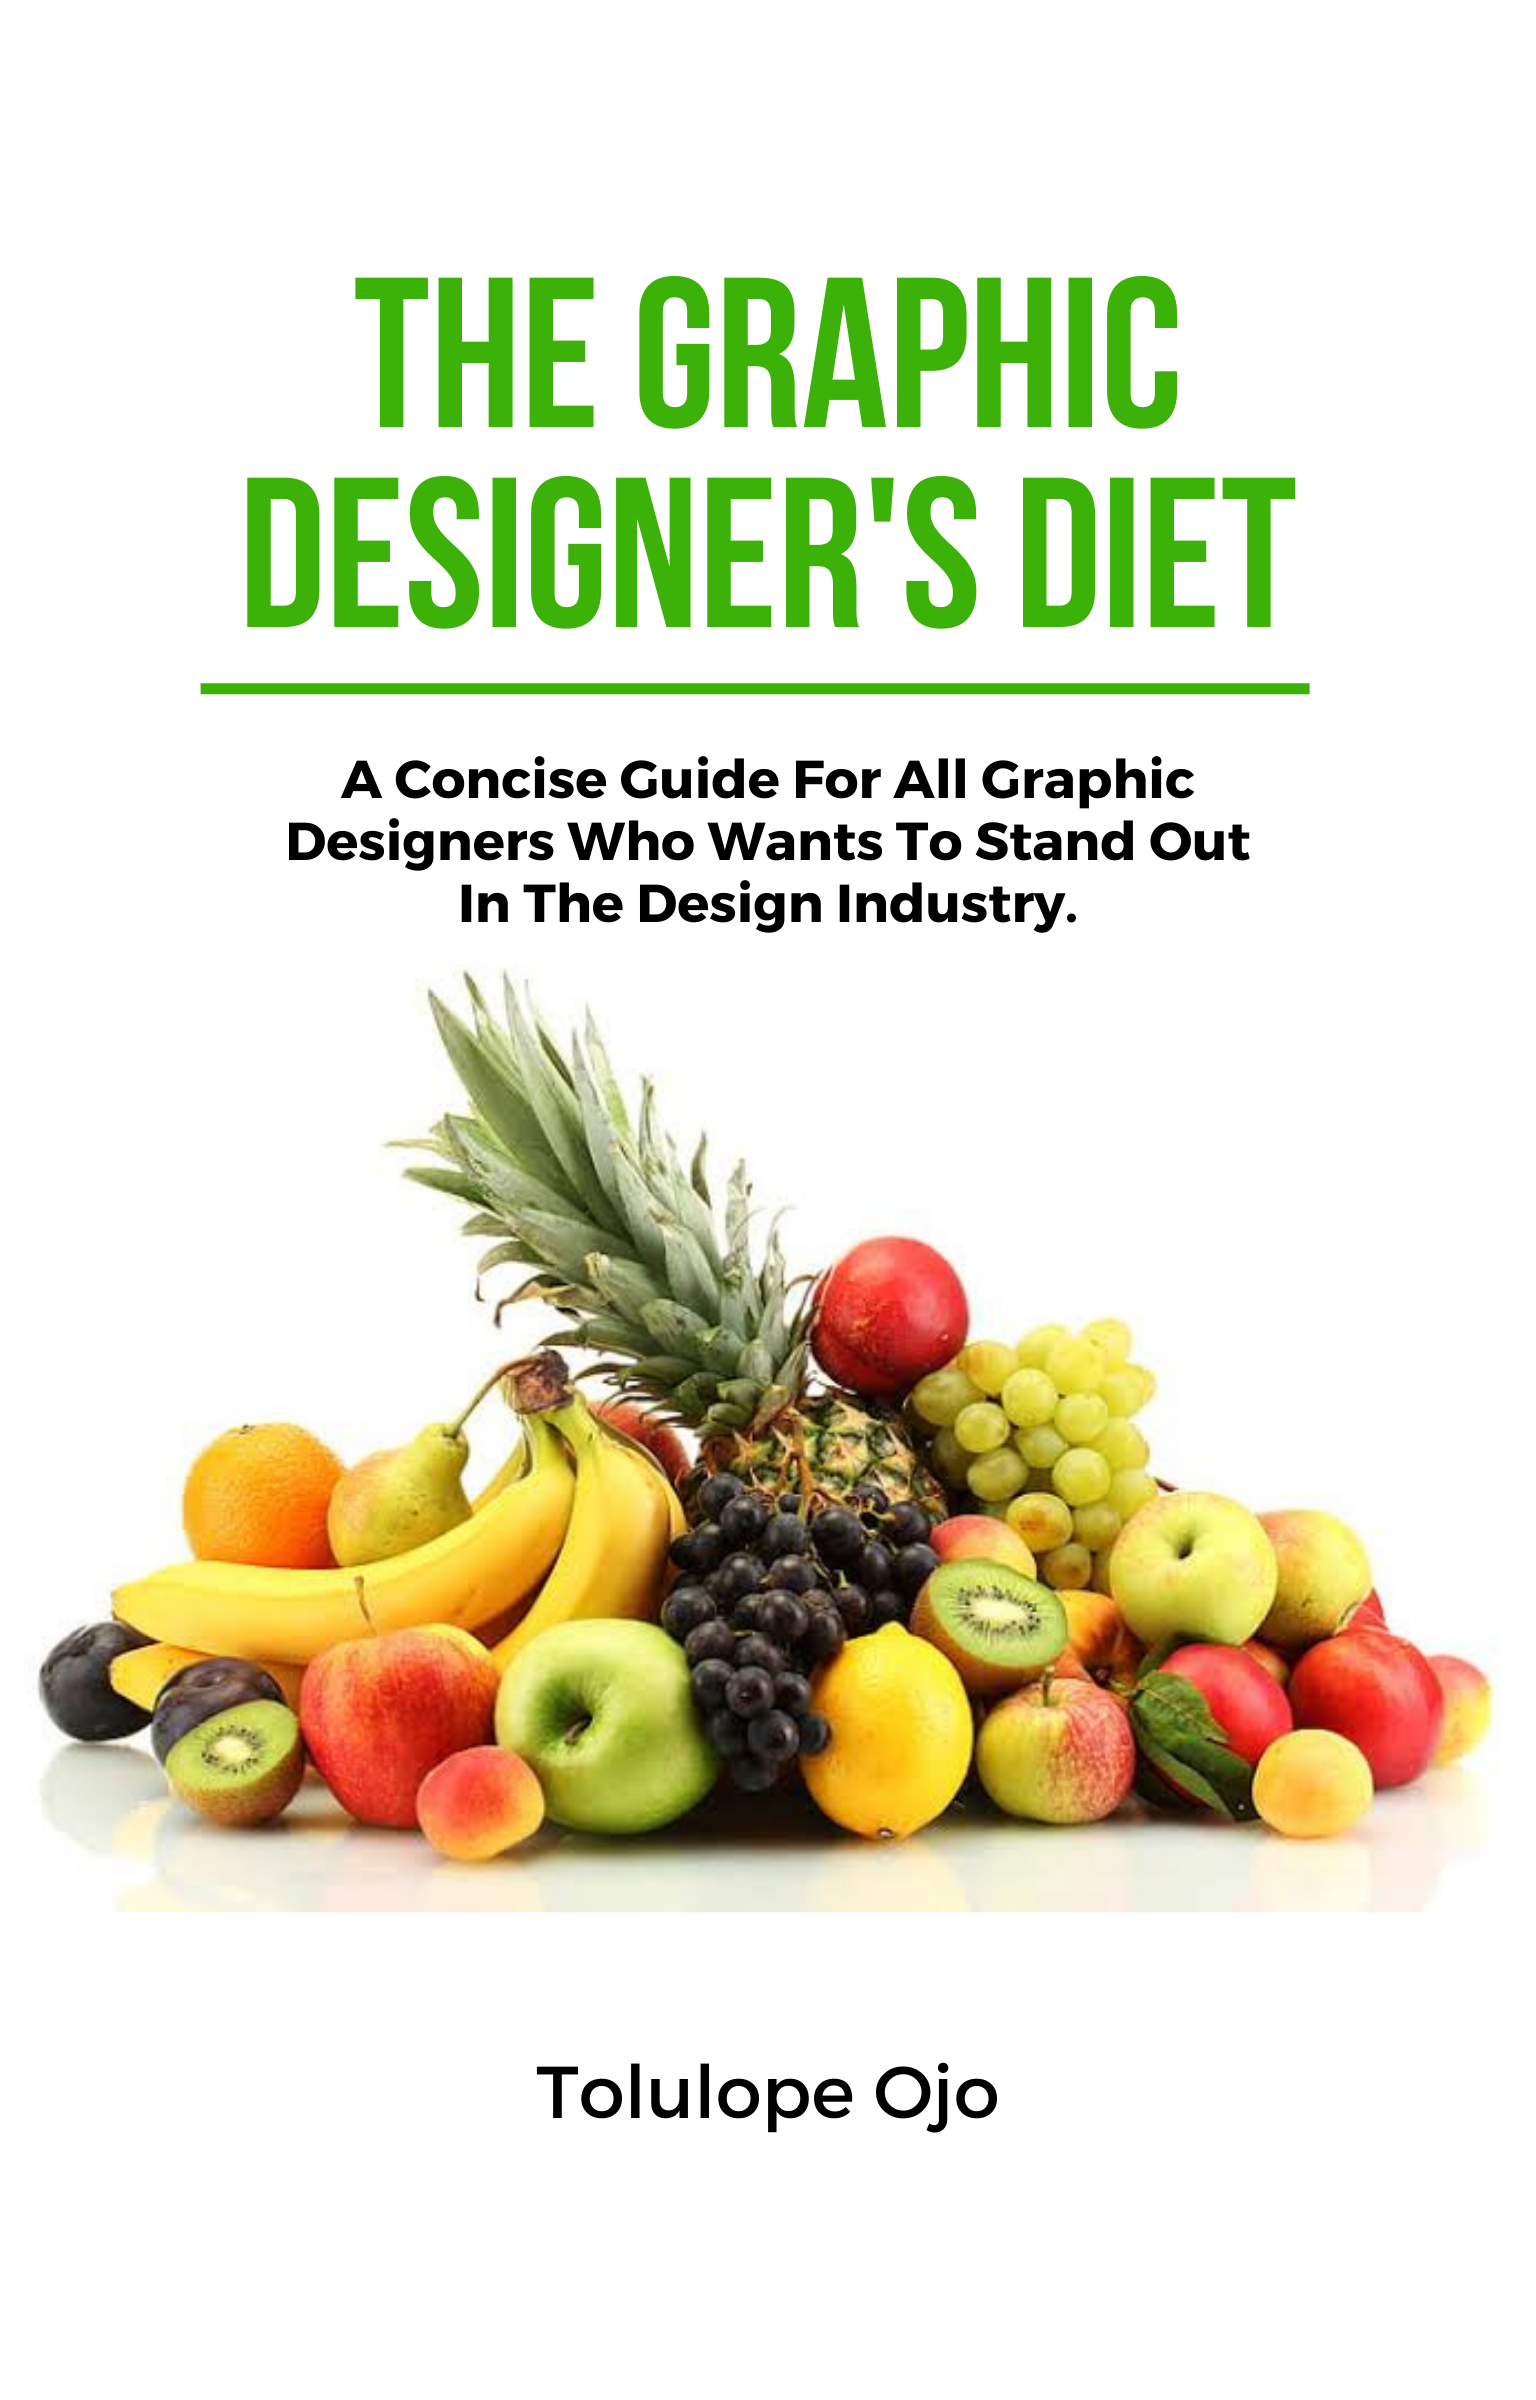 THE GRAPHIC
DESIGNER'S DIET
A Concise Guide For All Graphic
Designers Who Wants To Stand Out
In The Design Industry.
Tolulope Ojo